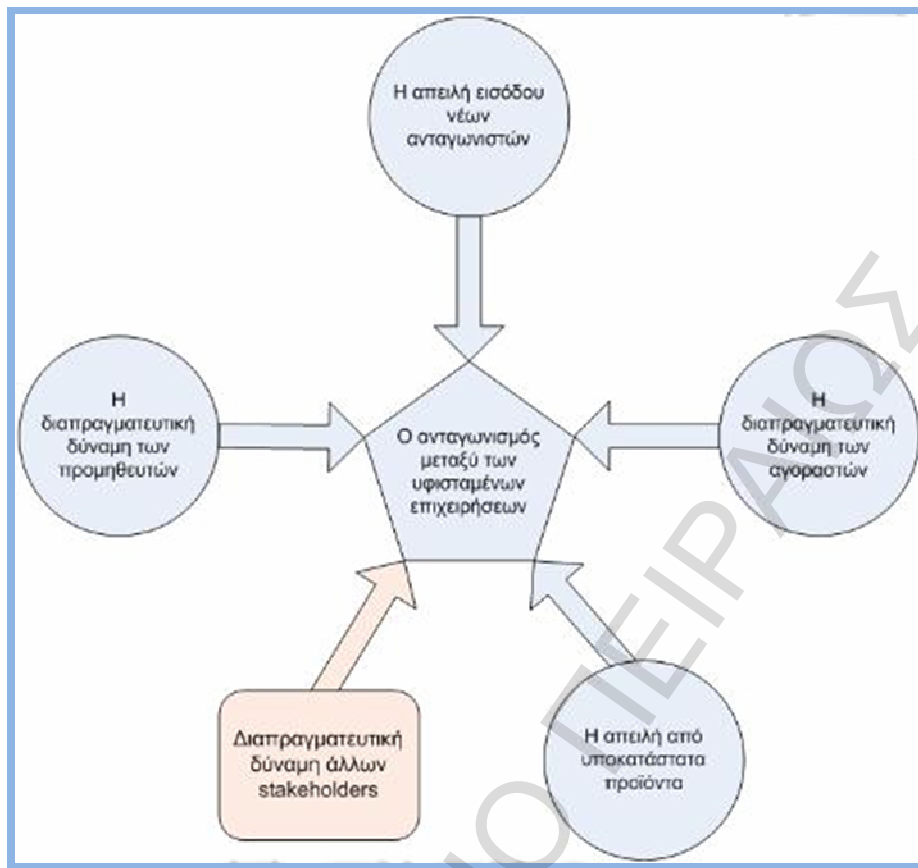 Η απειλή εισόδου
νέων
ανταγωνιστών
Η
διαπραγματευτική
δύναμη των
προμηθευτών
Ο ανταγωνισμός
μεταξύ των
υφισταμένων
επιχειρήσεων
Η
διαπραγματευτική
δύναμη των
αγοραστών
Διαπραγματευτική
δύναμη άλλων
stakeholders
Η απειλή από
υποκατάστατα
προϊόντα
ΠΕΙΡΑΙΩΣ